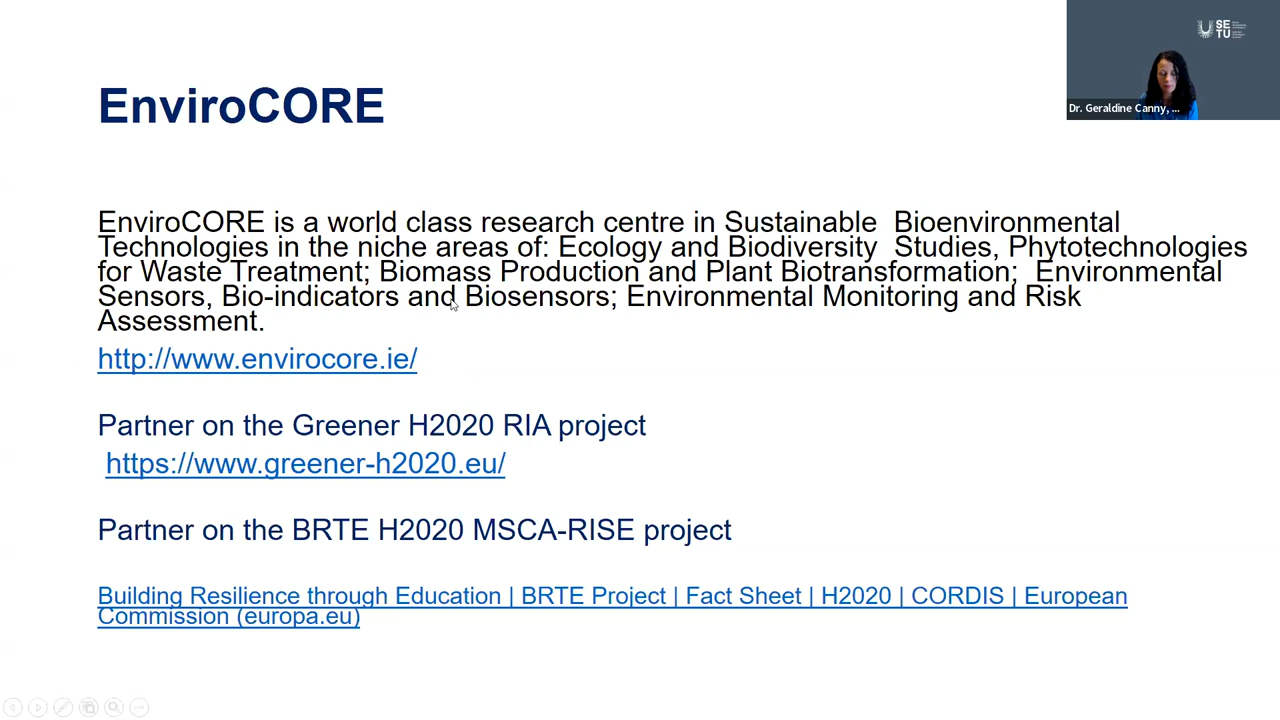 SE
TU
Dr. Geraldine Canny, ...
EnviroCORE
EnviroCORE is a world class research centre in Sustainable Bioenvironmental
Technologies in the niche areas of: Ecology and Biodiversity Studies, Phytotechnologies
for Waste Treatment; Biomass Production and Plant Biotransformation; Environmental
Sensors, Bio-indicators and Biosensors; Environmental Monitoring and Risk
Assessment.
http://www.envirocore.ie/
Partner on the Greener H2020 RIA project
https://www.greener-h2020.eu/
Partner on the BRTE H2020 MSCA-RISE project
Building Resilience through Education | BRTE Project | Fact Sheet | H2020 | CORDIS | European
Commission (europa.eu)